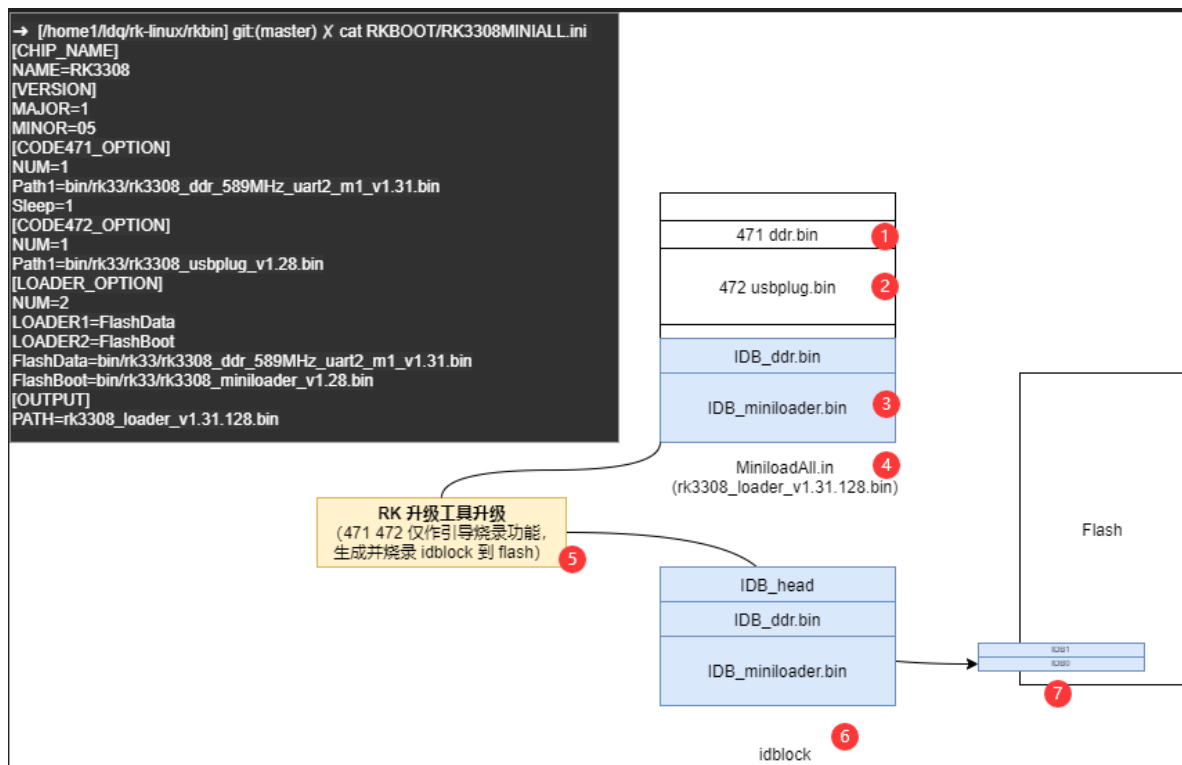 → [/home1/ldq/rk-linux/rkbin] git:(master) ✗ cat RKBOOT/RK3308MINIALL.ini
[CHIP_NAME]
NAME=RK3308
[VERSION]
MAJOR=1
MINOR=05
[CODE471_OPTION]
NUM=1
Path1=bin/rk33/rk3308_ddr_589MHz_uart2_m1_v1.31.bin
Sleep=1
[CODE472_OPTION]
NUM=1
Path1=bin/rk33/rk3308_usbplug_v1.28.bin
[LOADER_OPTION]
NUM=2
LOADER1=FlashData
LOADER2=FlashBoot
FlashData=bin/rk33/rk3308_ddr_589MHz_uart2_m1_v1.31.bin
FlashBoot=bin/rk33/rk3308_miniloader_v1.28.bin
[OUTPUT]
PATH=rk3308_loader_v1.31.128.bin
471 ddr.bin
1
472 usbplug.bin
2
IDB_ddr.bin
IDB_miniloader.bin
3
MiniloadAll.in
(rk3308_loader_v1.31.128.bin)
4
RK 升级工具升级
(471 472 仅作引导烧录功能,
生成并烧录 idblock 到 flash)
5
IDB_head
IDB_ddr.bin
IDB_miniloader.bin
6
idblock
Flash
IDB1
IDB0
7